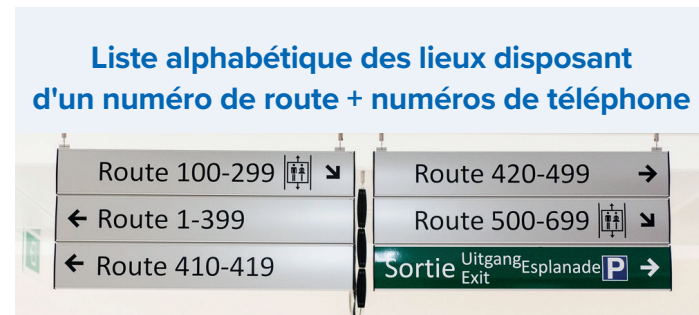 Liste alphabétique des lieux disposant
d'un numéro de route + numéros de téléphone
Route 100-299 ↘
← Route 1-399
← Route 410-419
Route 420-499 →
Route 500-699 ↘
Sortie Uitgang Exit Esplanade P →